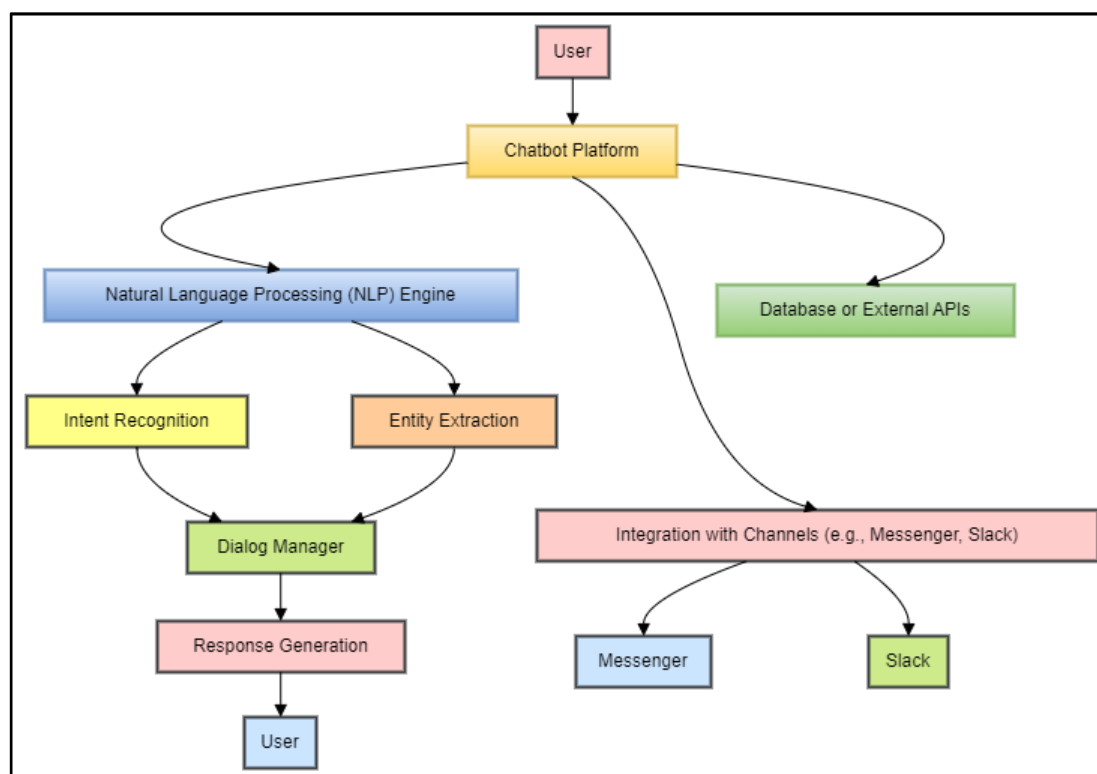 User
Chatbot Platform
Natural Language Processing (NLP) Engine
Database or External APIs
Intent Recognition
Entity Extraction
Integration with Channels (e.g., Messenger, Slack)
Dialog Manager
Response Generation
Messenger
Slack
User